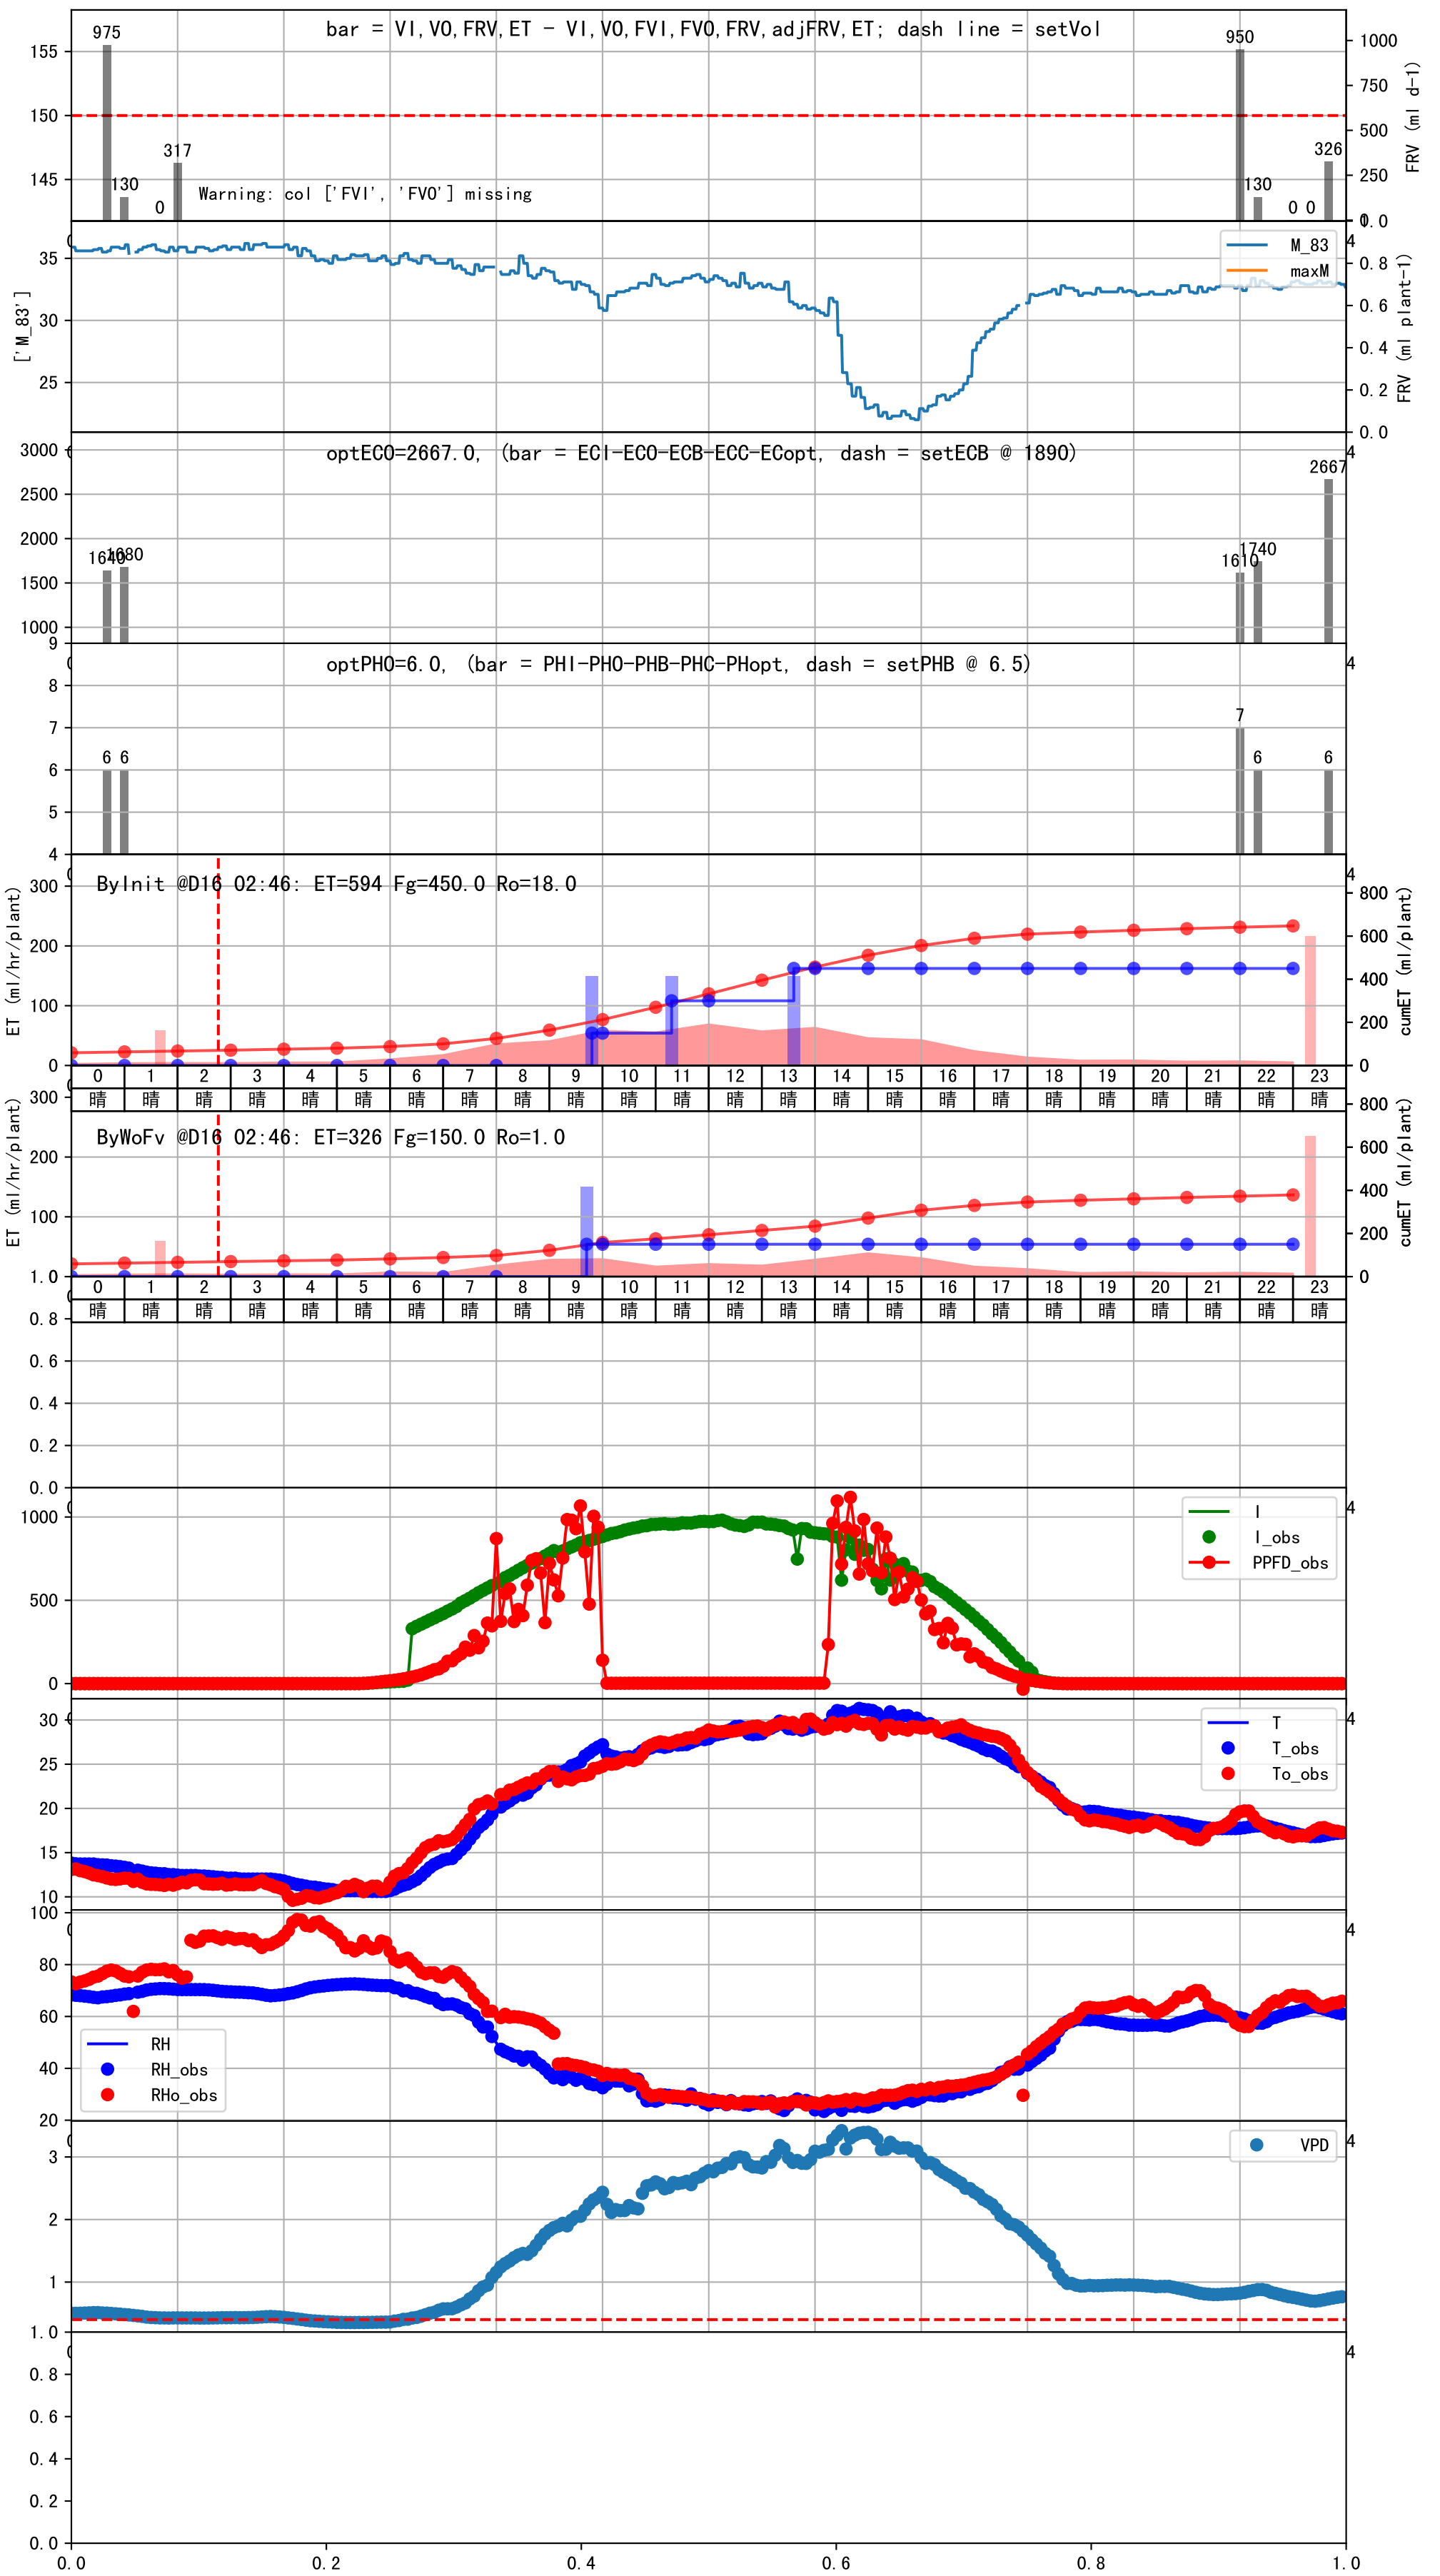 bar = VI,VO,FRV,ET - VI,VO,FVI,FVO,FRV,adjFRV,ET; dash line = setVol
975 130 0 317 950 130 0 0 326
Warning: col ['FVI', 'FVO'] missing
155 150 145
1000 750 500 250 0.0
FRV (ml d-1)
M_83
maxM
['M_83']
35 30 25
0.8 0.6 0.4 0.2 0.0
FRV (ml plant-1)
optECO=2667.0, (bar = ECI-ECO-ECB-ECC-ECopt, dash = setECB @ 1890)
3000 2500 2000 1500 1000
1640 1680 1610 1740 2667
optPHO=6.0, (bar = PHI-PHO-PHB-PHC-PHopt, dash = setPHB @ 6.5)
9 8 7 6 5 4
6 6 7 6 6
ByInit @D16 02:46: ET=594 Fg=450.0 Ro=18.0
ET (ml/hr/plant)
300 200 100 0
800 600 400 200 0
cumET (ml/plant)
0 1 2 3 4 5 6 7 8 9 10 11 12 13 14 15 16 17 18 19 20 21 22 23
晴 晴 晴 晴 晴 晴 晴 晴 晴 晴 晴 晴 晴 晴 晴 晴 晴 晴 晴 晴 晴 晴 晴 晴
ByWoFv @D16 02:46: ET=326 Fg=150.0 Ro=1.0
ET (ml/hr/plant)
300 200 100
800 600 400 200 0
cumET (ml/plant)
0 1 2 3 4 5 6 7 8 9 10 11 12 13 14 15 16 17 18 19 20 21 22 23
晴 晴 晴 晴 晴 晴 晴 晴 晴 晴 晴 晴 晴 晴 晴 晴 晴 晴 晴 晴 晴 晴 晴 晴
1.0 0.8 0.6 0.4 0.2 0.0
1000 500 0
I
I_obs
PPFD_obs
30 25 20 15 10
T
T_obs
To_obs
100 80 60 40 20
RH
RH_obs
RHo_obs
3 2 1
VPD
1.0 0.8 0.6 0.4 0.2 0.0
0.0 0.2 0.4 0.6 0.8 1.0